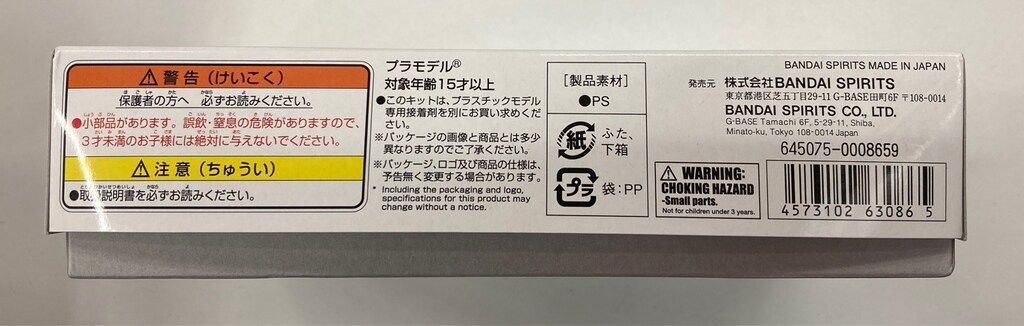 警告（けいこく）
保護者の方へ 必ずお読みください。
●小部品があります。誤飲・窒息の危険がありますので、
3才未満のお子様には絶対に与えないでください。
注意（ちゅうい）
●取扱説明書を必ずお読みください。
プラモデル®
対象年齢15才以上
●このキットは、プラスチックモデル
専用接着剤を別にお買い求めく
ださい。
※パッケージの画像と商品とは多少
異なりますのでご了承ください。
※パッケージ、ロゴ及び商品の仕様は、
予告無く変更する場合があります。
* Including the packaging and logo,
specifications for this product may
change without a notice.
［製品素材］
●PS
紙 ふた、
下箱
プラ 袋：PP
BANDAI SPIRITS MADE IN JAPAN
発売元 株式会社BANDAI SPIRITS
東京都港区芝五丁目29-11 G-BASE田町6F 〒108-0014
BANDAI SPIRITS CO., LTD.
G-BASE Tamachi 6F, 5-29-11, Shiba,
Minato-ku, Tokyo 108-0014 Japan
645075-0008659
WARNING:
CHOKING HAZARD
-Small parts.
Not for children under 3 years.
4573102 63086 5